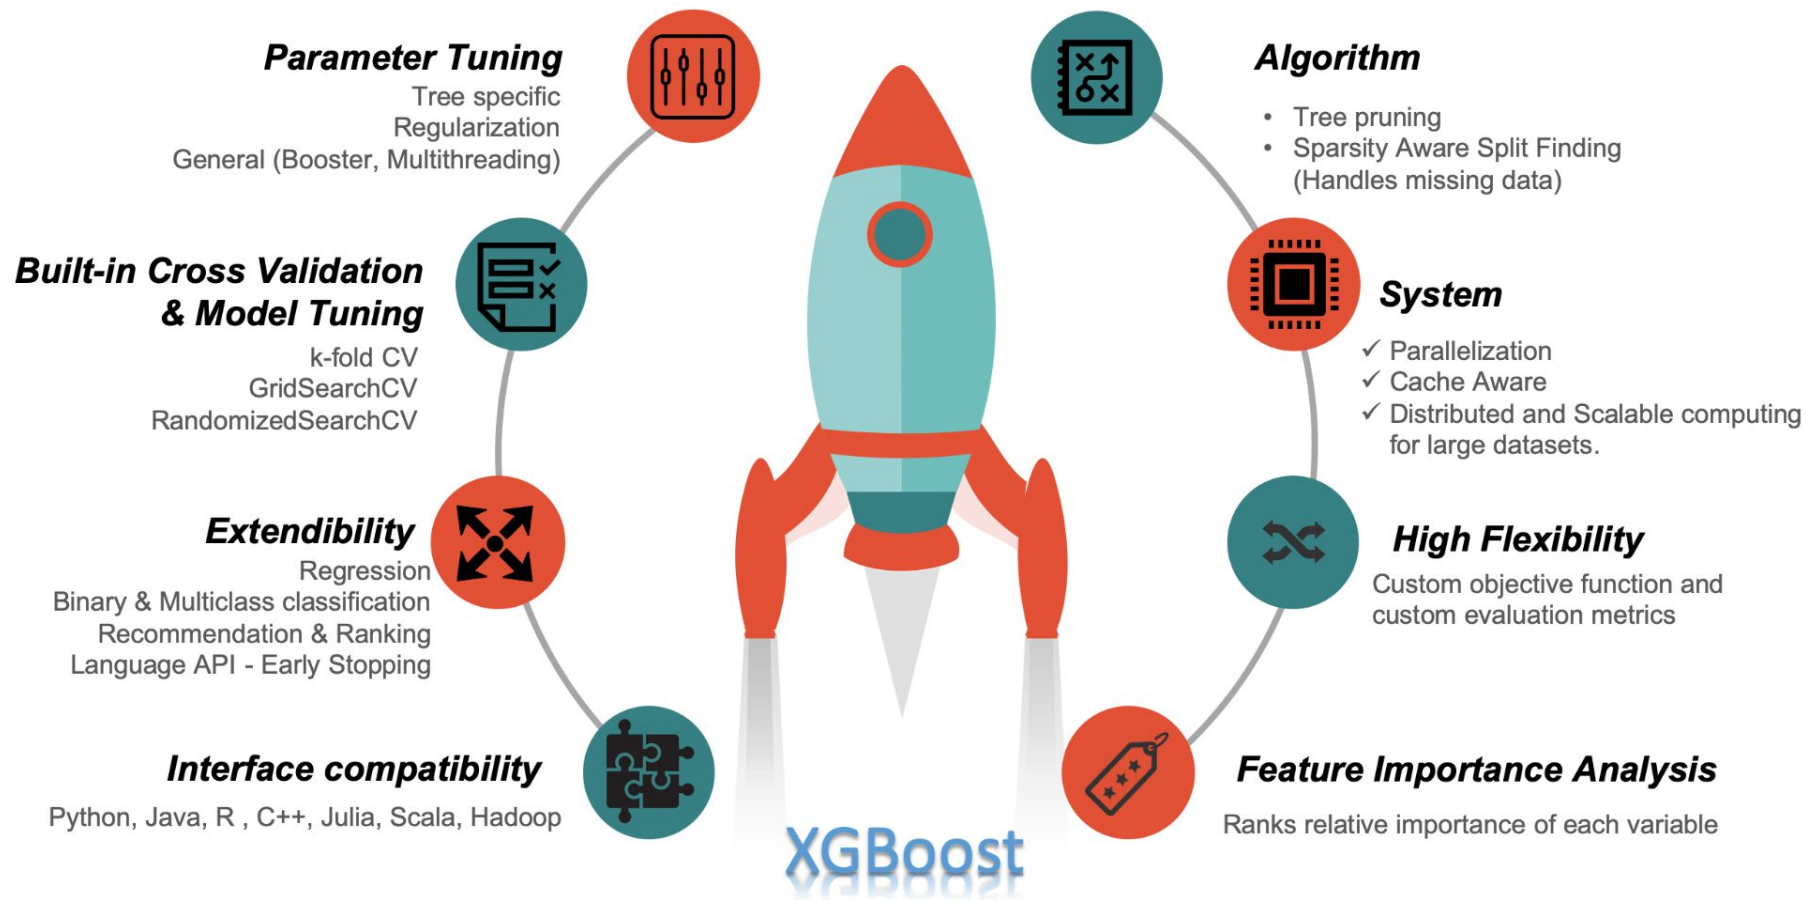 Parameter Tuning
Tree specific
Regularization
General (Booster, Multithreading)
Built-in Cross Validation
& Model Tuning
k-fold CV
GridSearchCV
RandomizedSearchCV
Extendibility
Regression
Binary & Multiclass classification
Recommendation & Ranking
Language API - Early Stopping
Interface compatibility
Python, Java, R , C++, Julia, Scala, Hadoop
Algorithm
• Tree pruning
• Sparsity Aware Split Finding
(Handles missing data)
System
✓ Parallelization
✓ Cache Aware
✓ Distributed and Scalable computing
for large datasets.
High Flexibility
Custom objective function and
custom evaluation metrics
Feature Importance Analysis
Ranks relative importance of each variable
XGBoost